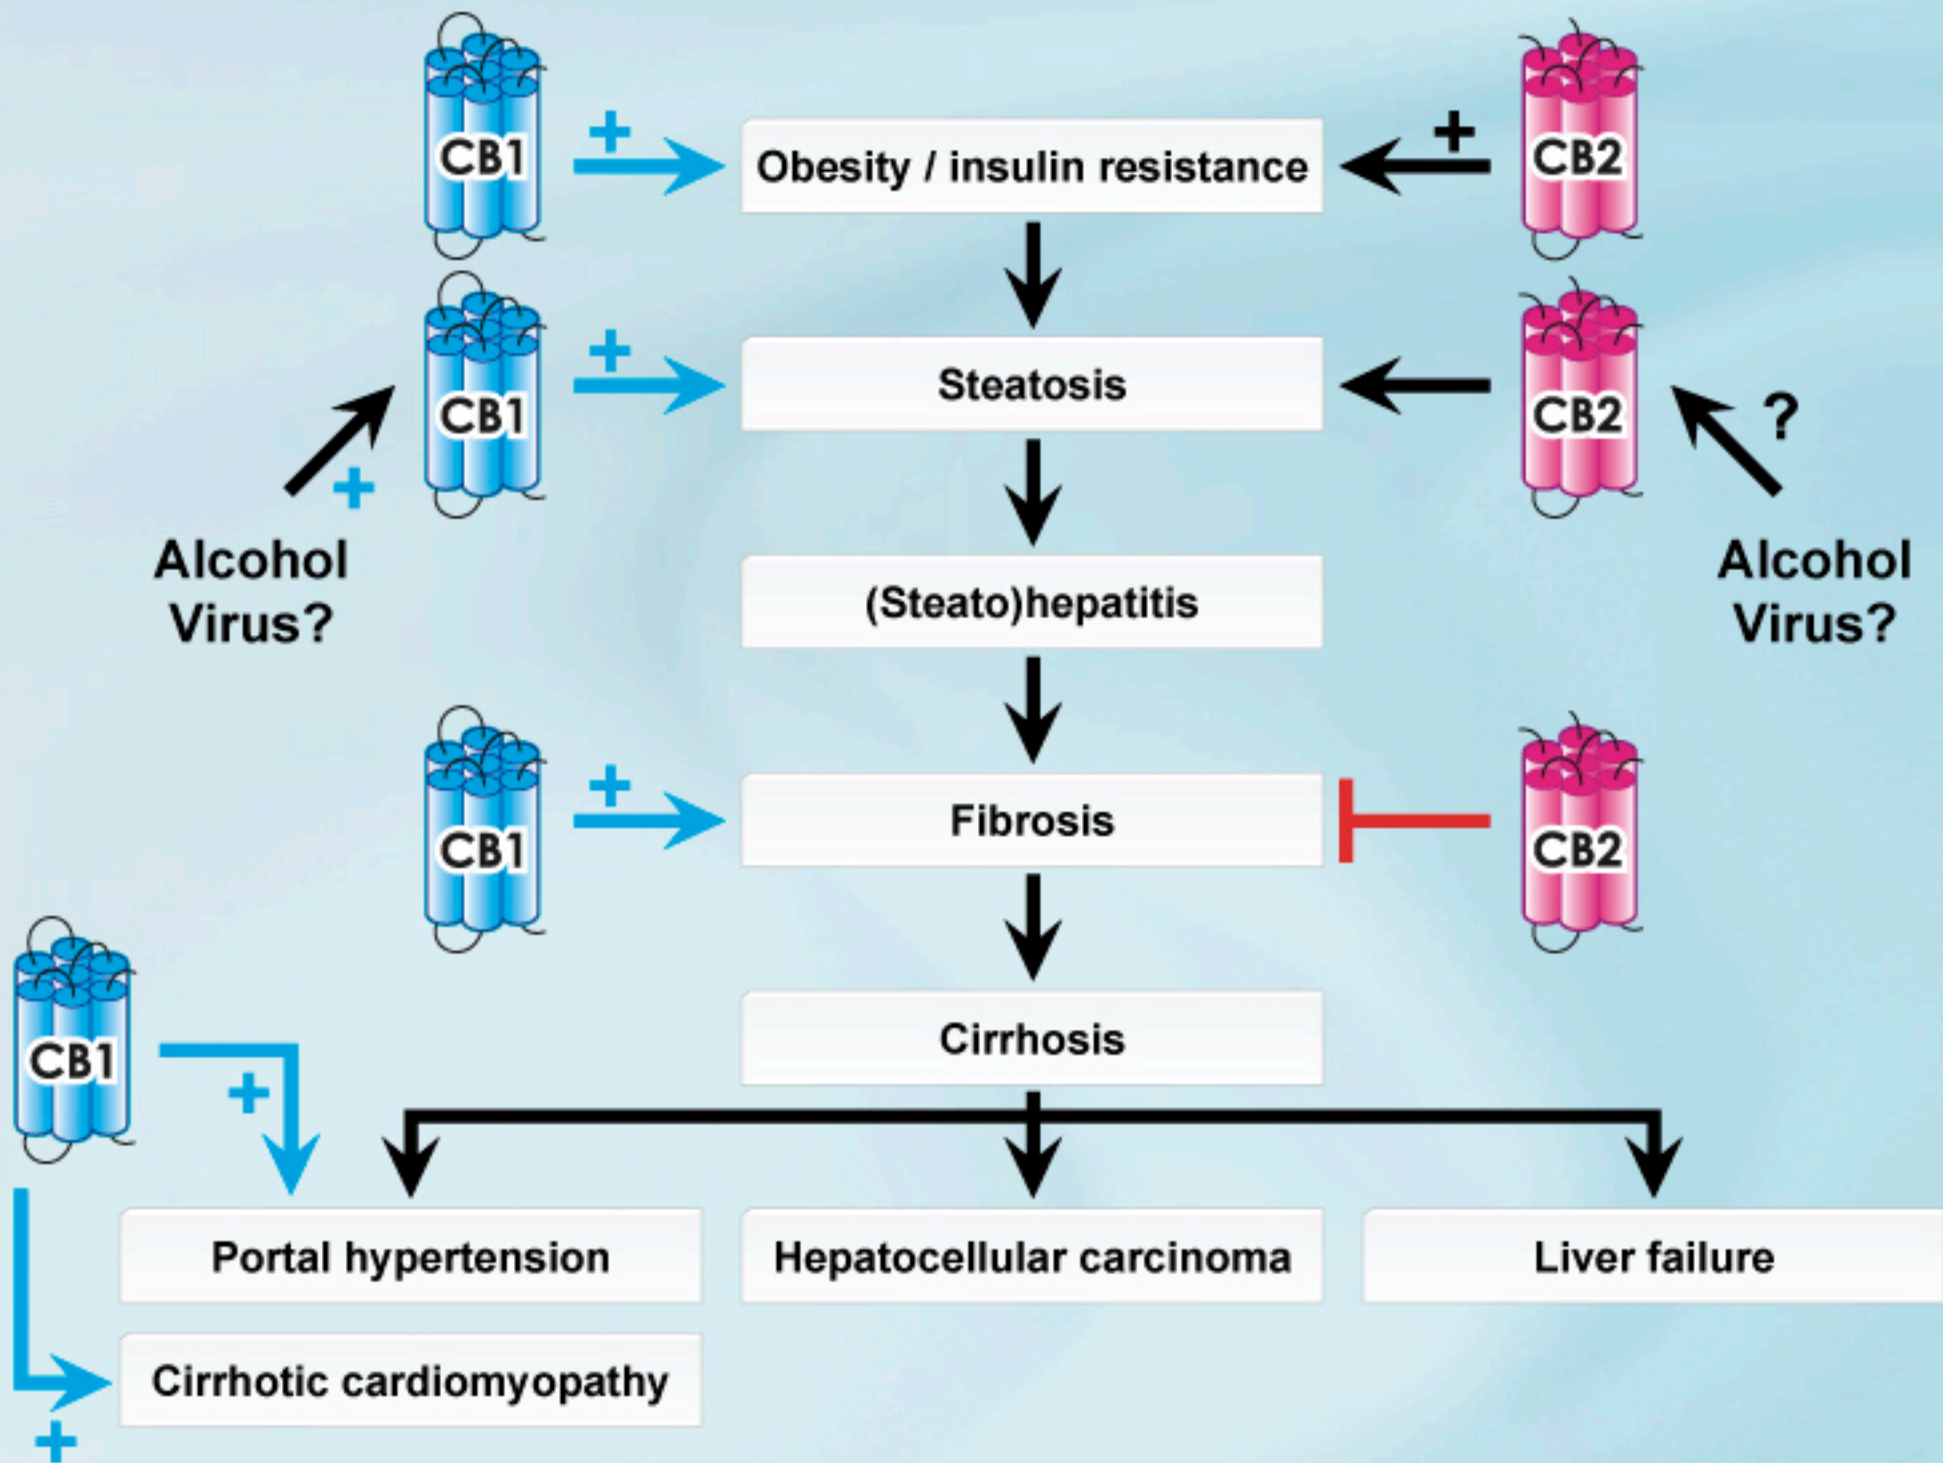 CB1
+
Obesity / insulin resistance
+
CB2
CB1
+
Steatosis
CB2
?
+
Alcohol
Virus?
(Steato)hepatitis
Alcohol
Virus?
CB1
+
Fibrosis
CB2
CB1
+
Cirrhosis
Portal hypertension
Hepatocellular carcinoma
Liver failure
Cirrhotic cardiomyopathy
+